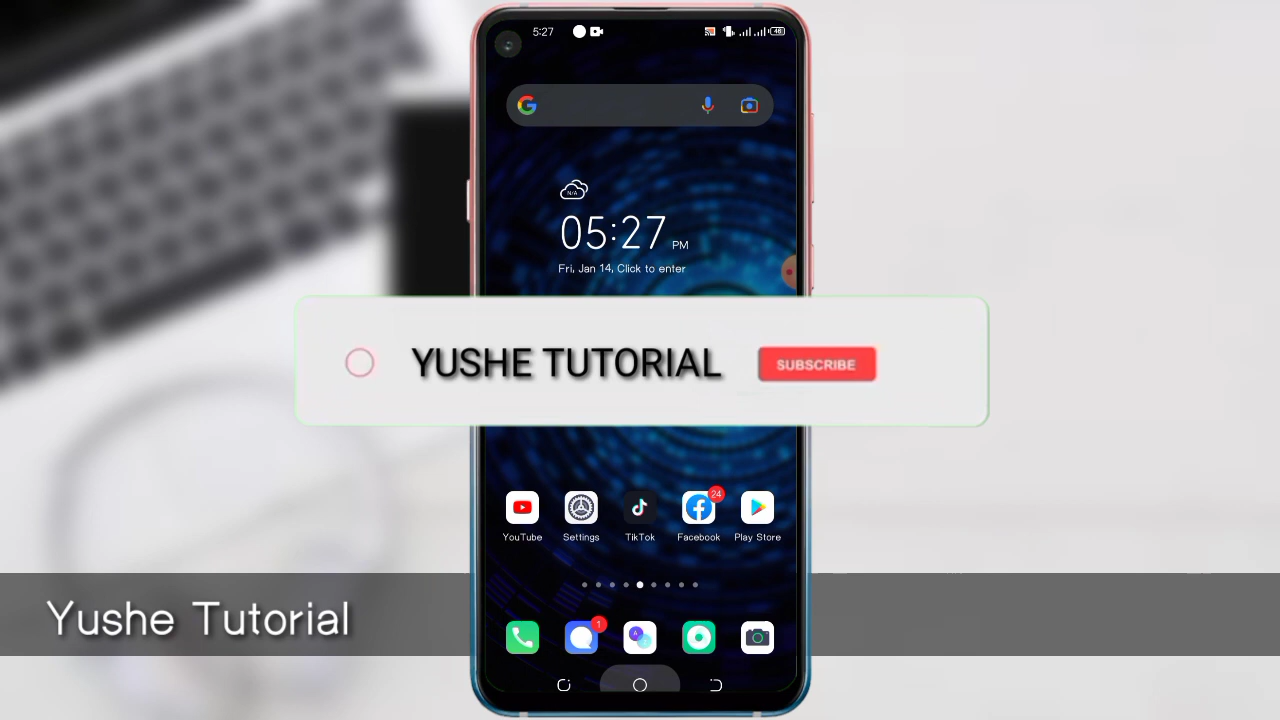 5:27
46
N/A
05:27 PM
Fri, Jan 14, Click to enter
YUSHE TUTORIAL
SUBSCRIBE
24
YouTube
Settings
TikTok
Facebook
Play Store
Yushe Tutorial
1
A